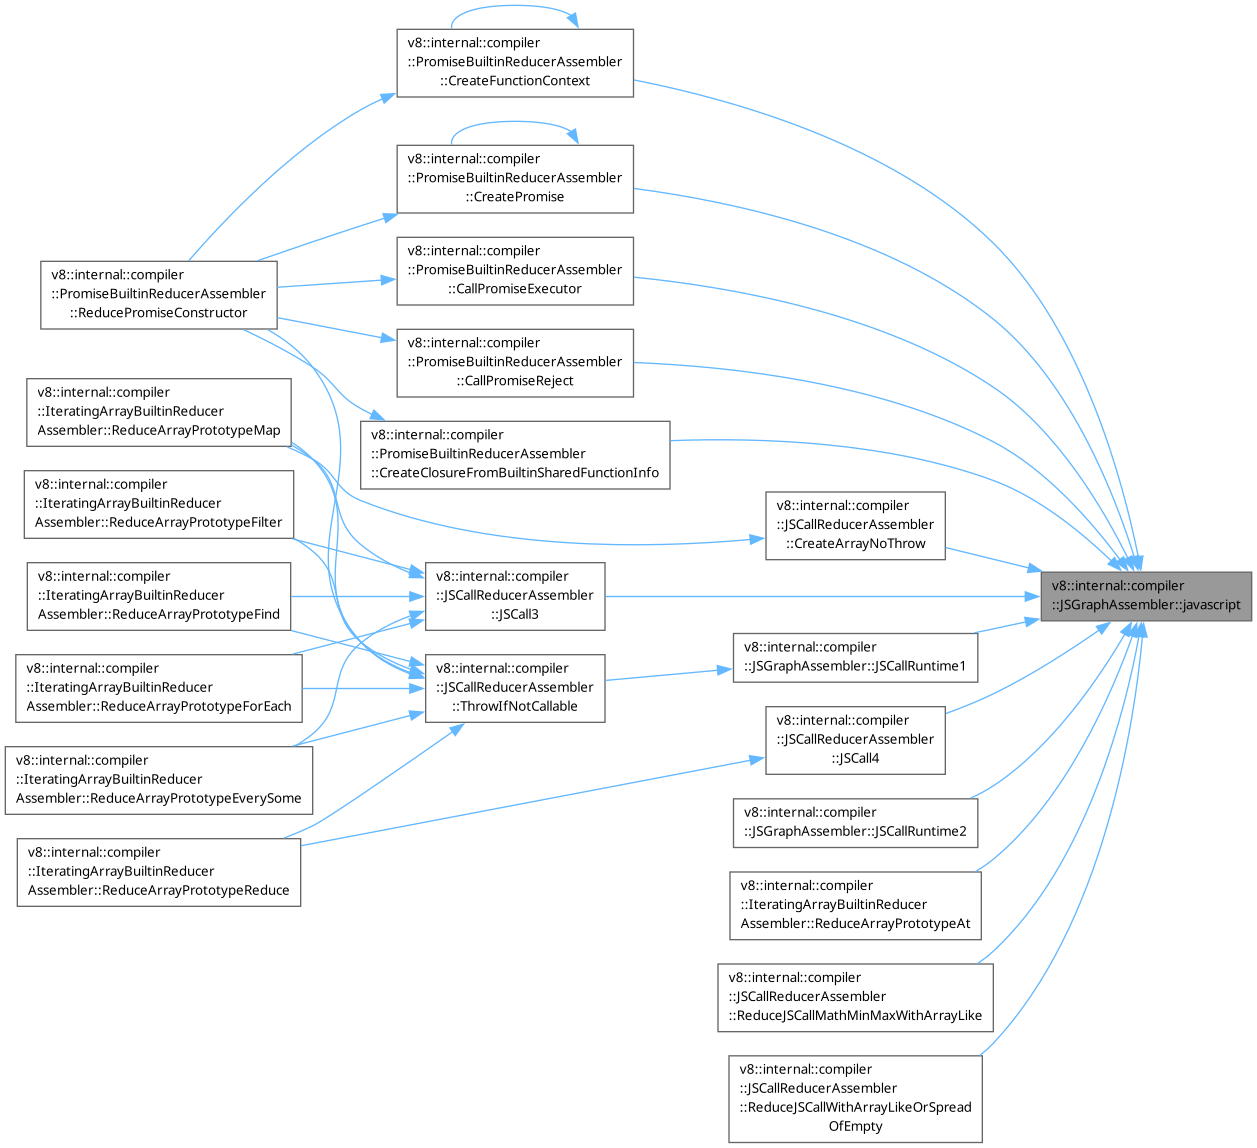 v8::internal::compiler
::PromiseBuiltinReducerAssembler
::CreateFunctionContext
v8::internal::compiler
::PromiseBuiltinReducerAssembler
::CreatePromise
v8::internal::compiler
::PromiseBuiltinReducerAssembler
::CallPromiseExecutor
v8::internal::compiler
::PromiseBuiltinReducerAssembler
::ReducePromiseConstructor
v8::internal::compiler
::PromiseBuiltinReducerAssembler
::CallPromiseReject
v8::internal::compiler
::IteratingArrayBuiltinReducer
Assembler::ReduceArrayPrototypeMap
v8::internal::compiler
::PromiseBuiltinReducerAssembler
::CreateClosureFromBuiltinSharedFunctionInfo
v8::internal::compiler
::IteratingArrayBuiltinReducer
Assembler::ReduceArrayPrototypeFilter
v8::internal::compiler
::JSCallReducerAssembler
::CreateArrayNoThrow
v8::internal::compiler
::IteratingArrayBuiltinReducer
Assembler::ReduceArrayPrototypeFind
v8::internal::compiler
::JSCallReducerAssembler
::JSCall3
v8::internal::compiler
::JSGraphAssembler::javascript
v8::internal::compiler
::IteratingArrayBuiltinReducer
Assembler::ReduceArrayPrototypeForEach
v8::internal::compiler
::JSCallReducerAssembler
::ThrowIfNotCallable
v8::internal::compiler
::JSGraphAssembler::JSCallRuntime1
v8::internal::compiler
::JSCallReducerAssembler
::JSCall4
v8::internal::compiler
::IteratingArrayBuiltinReducer
Assembler::ReduceArrayPrototypeEverySome
v8::internal::compiler
::JSGraphAssembler::JSCallRuntime2
v8::internal::compiler
::IteratingArrayBuiltinReducer
Assembler::ReduceArrayPrototypeReduce
v8::internal::compiler
::IteratingArrayBuiltinReducer
Assembler::ReduceArrayPrototypeAt
v8::internal::compiler
::JSCallReducerAssembler
::ReduceJSCallMathMinMaxWithArrayLike
v8::internal::compiler
::JSCallReducerAssembler
::ReduceJSCallWithArrayLikeOrSpread
OfEmpty